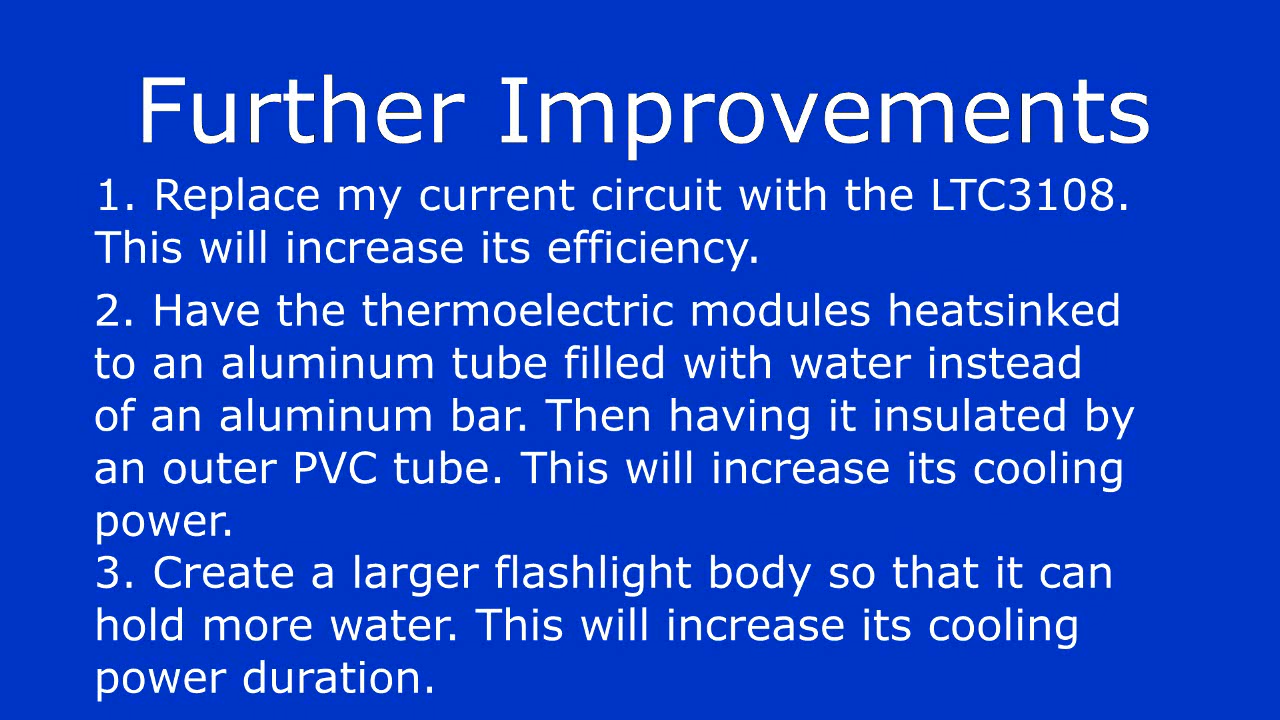 Further Improvements
1. Replace my current circuit with the LTC3108.
This will increase its efficiency.
2. Have the thermoelectric modules heatsinked
to an aluminum tube filled with water instead
of an aluminum bar. Then having it insulated by
an outer PVC tube. This will increase its cooling
power.
3. Create a larger flashlight body so that it can
hold more water. This will increase its cooling
power duration.